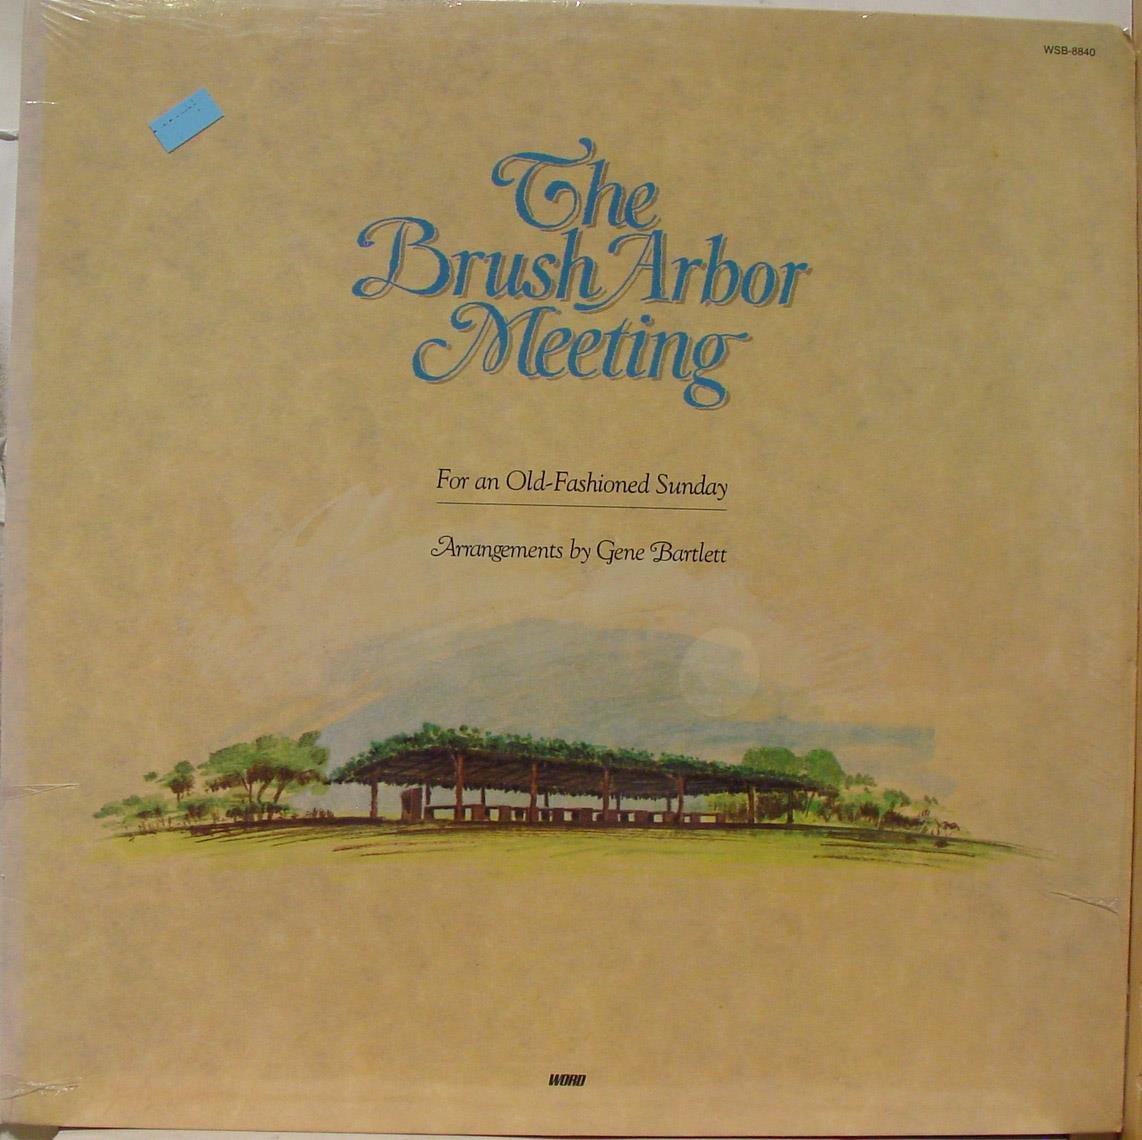 WSB-8840
The
Brush Arbor
Meeting
For an Old-Fashioned Sunday
Arrangements by Gene Bartlett
WORD